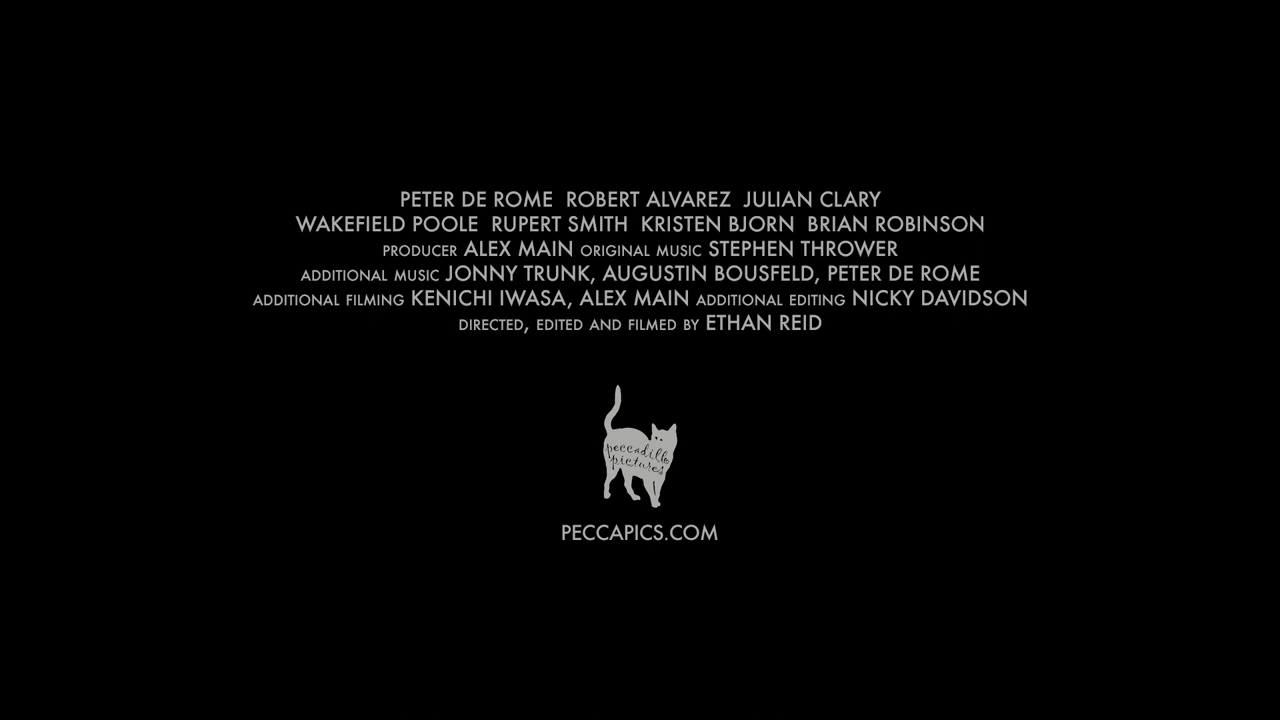 PETER DE ROME ROBERT ALVAREZ JULIAN CLARY
WAKEFIELD POOLE RUPERT SMITH KRISTEN BJORN BRIAN ROBINSON
PRODUCER ALEX MAIN ORIGINAL MUSIC STEPHEN THROWER
ADDITIONAL MUSIC JONNY TRUNK, AUGUSTIN BOUSFELD, PETER DE ROME
ADDITIONAL FILMING KENICHI IWASA, ALEX MAIN ADDITIONAL EDITING NICKY DAVIDSON
DIRECTED, EDITED AND FILMED BY ETHAN REID
peccadillo
pictures
PECCAPICS.COM